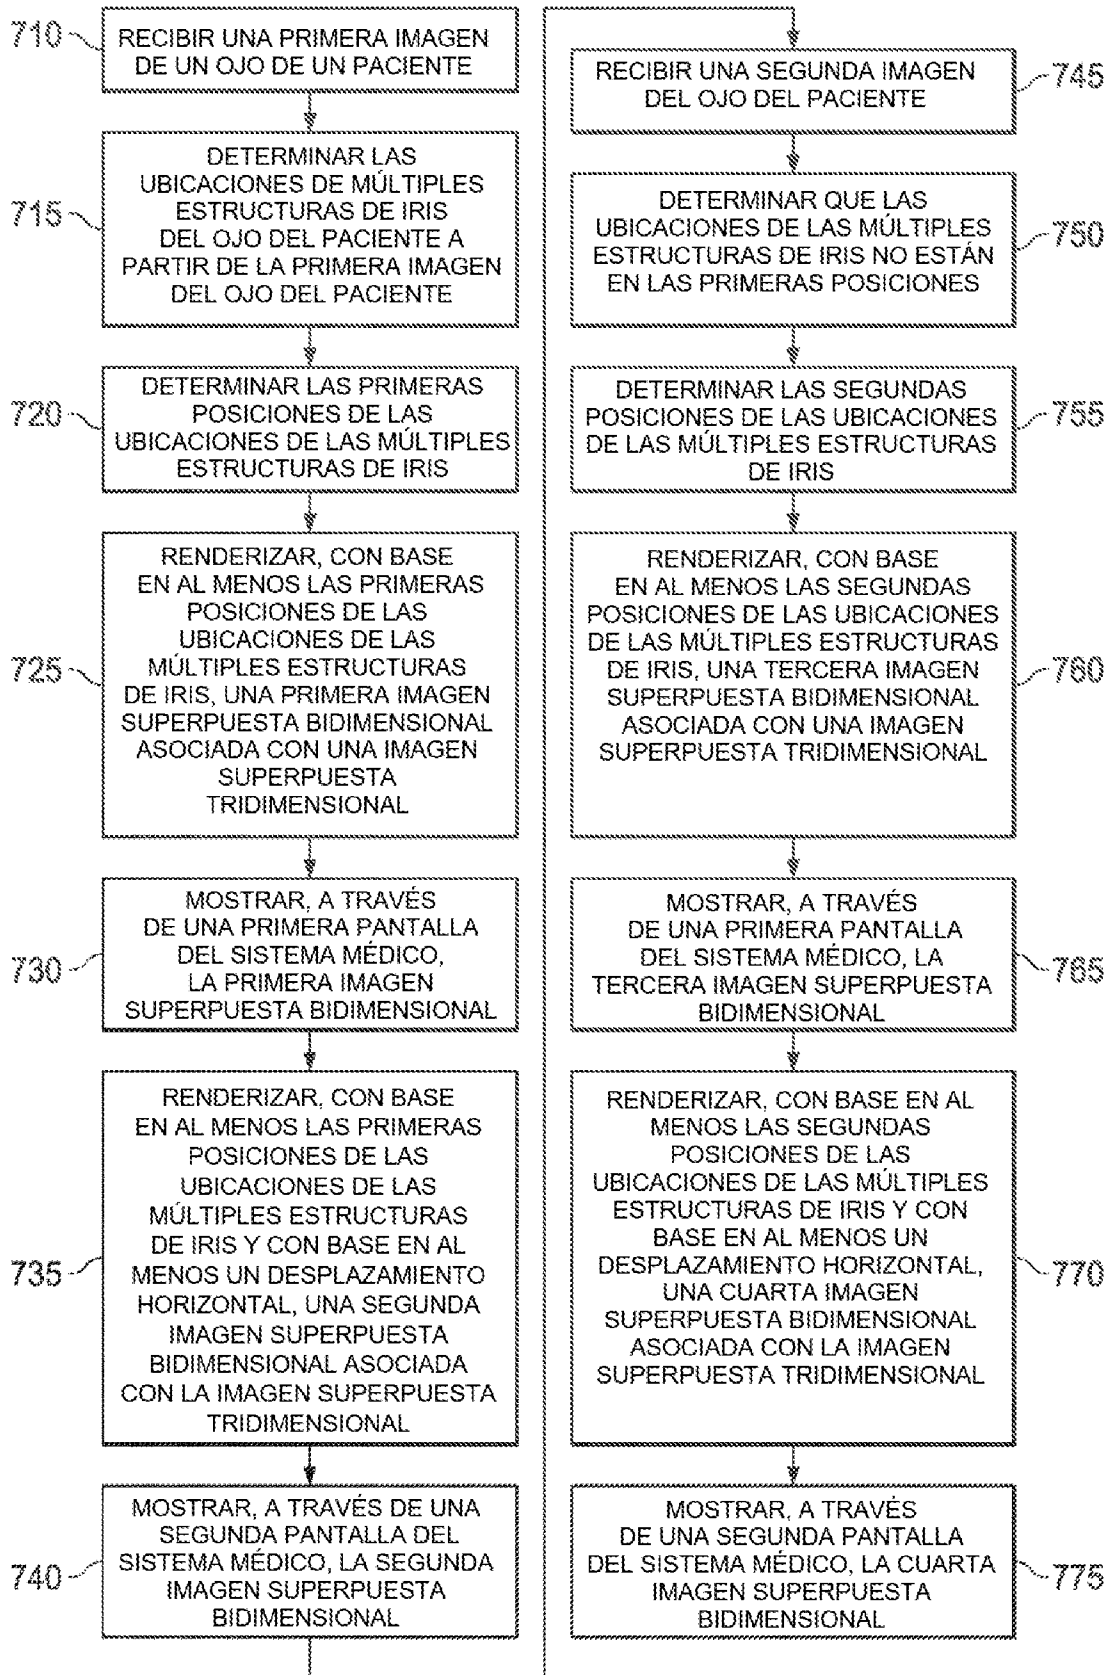 710
RECIBIR UNA PRIMERA IMAGEN
DE UN OJO DE UN PACIENTE
715
DETERMINAR LAS
UBICACIONES DE MÚLTIPLES
ESTRUCTURAS DE IRIS
DEL OJO DEL PACIENTE A
PARTIR DE LA PRIMERA IMAGEN
DEL OJO DEL PACIENTE
720
DETERMINAR LAS PRIMERAS
POSICIONES DE LAS
UBICACIONES DE LAS MÚLTIPLES
ESTRUCTURAS DE IRIS
725
RENDERIZAR, CON BASE
EN AL MENOS LAS PRIMERAS
POSICIONES DE LAS
UBICACIONES DE LAS
MÚLTIPLES ESTRUCTURAS
DE IRIS, UNA PRIMERA IMAGEN
SUPERPUESTA BIDIMENSIONAL
ASOCIADA CON UNA IMAGEN
SUPERPUESTA
TRIDIMENSIONAL
730
MOSTRAR, A TRAVÉS
DE UNA PRIMERA PANTALLA
DEL SISTEMA MÉDICO,
LA PRIMERA IMAGEN
SUPERPUESTA BIDIMENSIONAL
735
RENDERIZAR, CON BASE
EN AL MENOS LAS PRIMERAS
POSICIONES DE LAS
UBICACIONES DE LAS
MÚLTIPLES ESTRUCTURAS
DE IRIS Y CON BASE EN AL
MENOS UN DESPLAZAMIENTO
HORIZONTAL, UNA SEGUNDA
IMAGEN SUPERPUESTA
BIDIMENSIONAL ASOCIADA
CON LA IMAGEN SUPERPUESTA
TRIDIMENSIONAL
740
MOSTRAR, A TRAVÉS DE UNA
SEGUNDA PANTALLA DEL
SISTEMA MÉDICO, LA SEGUNDA
IMAGEN SUPERPUESTA
BIDIMENSIONAL
745
RECIBIR UNA SEGUNDA IMAGEN
DEL OJO DEL PACIENTE
750
DETERMINAR QUE LAS
UBICACIONES DE LAS MÚLTIPLES
ESTRUCTURAS DE IRIS NO ESTÁN
EN LAS PRIMERAS POSICIONES
755
DETERMINAR LAS SEGUNDAS
POSICIONES DE LAS UBICACIONES
DE LAS MÚLTIPLES ESTRUCTURAS
DE IRIS
760
RENDERIZAR, CON BASE
EN AL MENOS LAS SEGUNDAS
POSICIONES DE LAS UBICACIONES
DE LAS MÚLTIPLES ESTRUCTURAS
DE IRIS, UNA TERCERA IMAGEN
SUPERPUESTA BIDIMENSIONAL
ASOCIADA CON UNA IMAGEN
SUPERPUESTA TRIDIMENSIONAL
765
MOSTRAR, A TRAVÉS
DE UNA PRIMERA PANTALLA
DEL SISTEMA MÉDICO, LA
TERCERA IMAGEN SUPERPUESTA
BIDIMENSIONAL
770
RENDERIZAR, CON BASE EN AL
MENOS LAS SEGUNDAS
POSICIONES DE LAS
UBICACIONES DE LAS MÚLTIPLES
ESTRUCTURAS DE IRIS Y CON
BASE EN AL MENOS UN
DESPLAZAMIENTO HORIZONTAL,
UNA CUARTA IMAGEN
SUPERPUESTA BIDIMENSIONAL
ASOCIADA CON LA IMAGEN
SUPERPUESTA TRIDIMENSIONAL
775
MOSTRAR, A TRAVÉS
DE UNA SEGUNDA PANTALLA
DEL SISTEMA MÉDICO, LA CUARTA
IMAGEN SUPERPUESTA
BIDIMENSIONAL